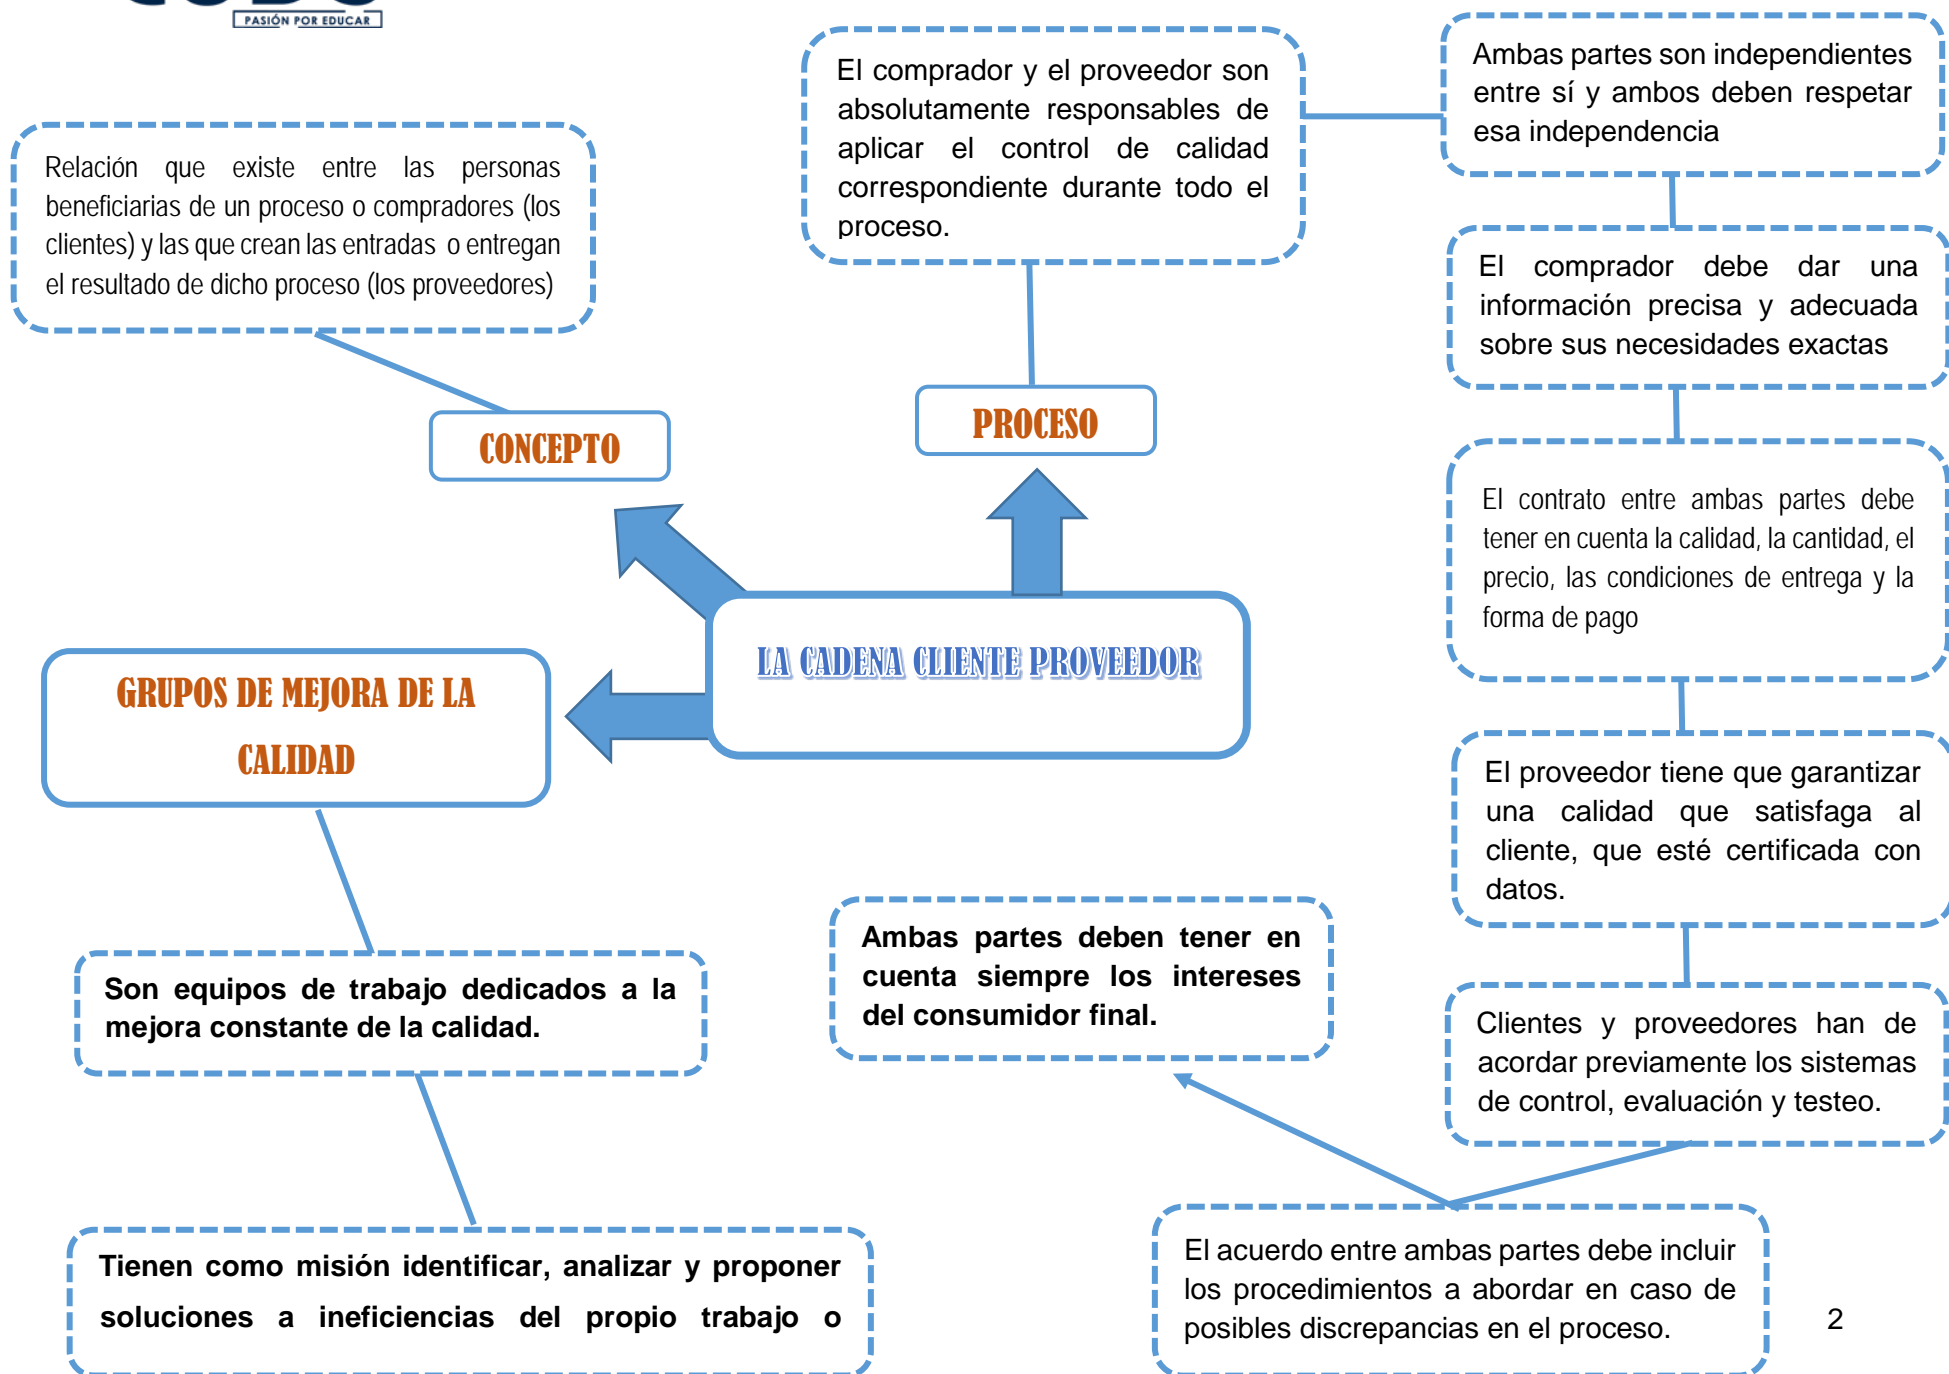 PASIÓN POR EDUCAR
Relación que existe entre las personas
beneficiarias de un proceso o compradores (los
clientes) y las que crean las entradas o entregan
el resultado de dicho proceso (los proveedores)
El comprador y el proveedor son
absolutamente responsables de
aplicar el control de calidad
correspondiente durante todo el
proceso.
Ambas partes son independientes
entre sí y ambos deben respetar
esa independencia
El comprador debe dar una
información precisa y adecuada
sobre sus necesidades exactas
CONCEPTO
PROCESO
El contrato entre ambas partes debe
tener en cuenta la calidad, la cantidad, el
precio, las condiciones de entrega y la
forma de pago
LA CADENA CLIENTE PROVEEDOR
GRUPOS DE MEJORA DE LA
CALIDAD
El proveedor tiene que garantizar
una calidad que satisfaga al
cliente, que esté certificada con
datos.
Son equipos de trabajo dedicados a la
mejora constante de la calidad.
Ambas partes deben tener en
cuenta siempre los intereses
del consumidor final.
Clientes y proveedores han de
acordar previamente los sistemas
de control, evaluación y testeo.
Tienen como misión identificar, analizar y proponer
soluciones a ineficiencias del propio trabajo o
El acuerdo entre ambas partes debe incluir
los procedimientos a abordar en caso de
posibles discrepancias en el proceso.
2